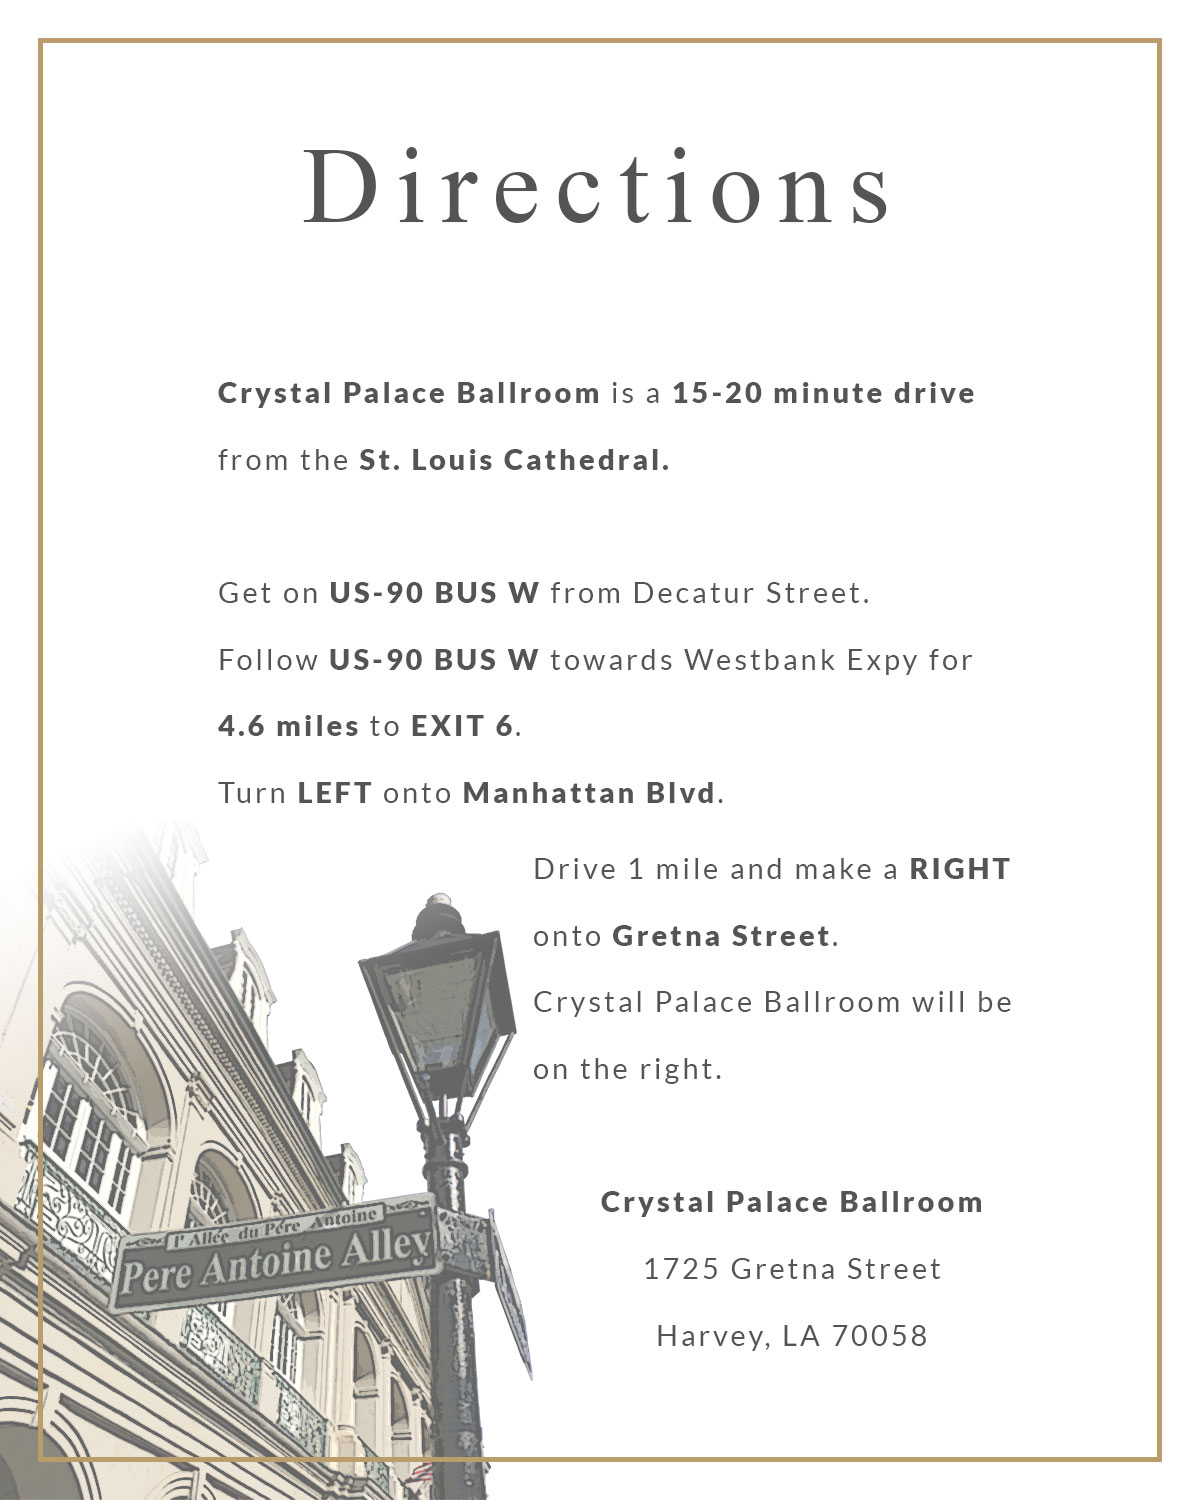 Directions
Crystal Palace Ballroom is a 15-20 minute drive
from the St. Louis Cathedral.
Get on US-90 BUS W from Decatur Street.
Follow US-90 BUS W towards Westbank Expy for
4.6 miles to EXIT 6.
Turn LEFT onto Manhattan Blvd.
Drive 1 mile and make a RIGHT
onto Gretna Street.
Crystal Palace Ballroom will be
on the right.
Crystal Palace Ballroom
1725 Gretna Street
Harvey, LA 70058
l' Allée du Pére Antoine
Pere Antoine Alley